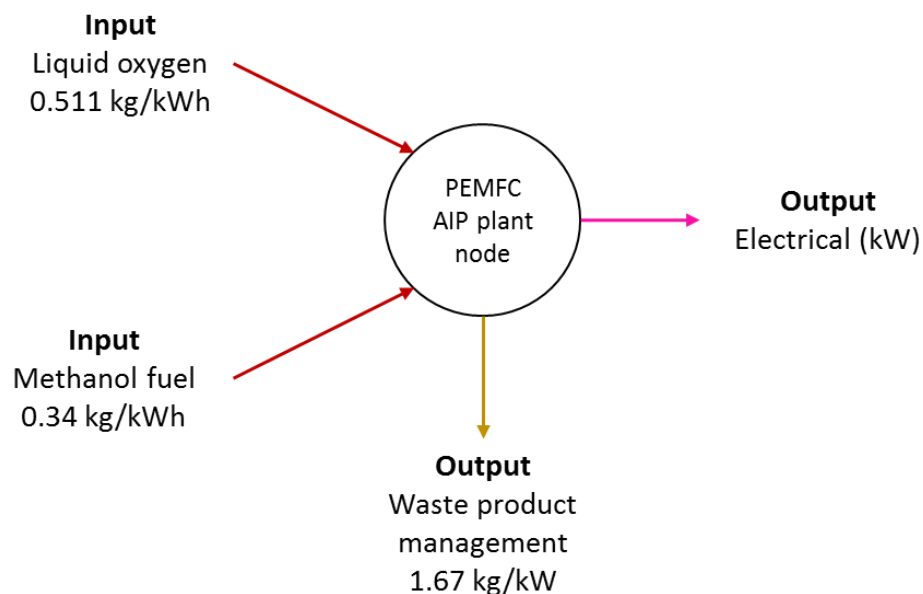 Input
Liquid oxygen
0.511 kg/kWh
PEMFC
AIP plant
node
Output
Electrical (kW)
Input
Methanol fuel
0.34 kg/kWh
Output
Waste product
management
1.67 kg/kW